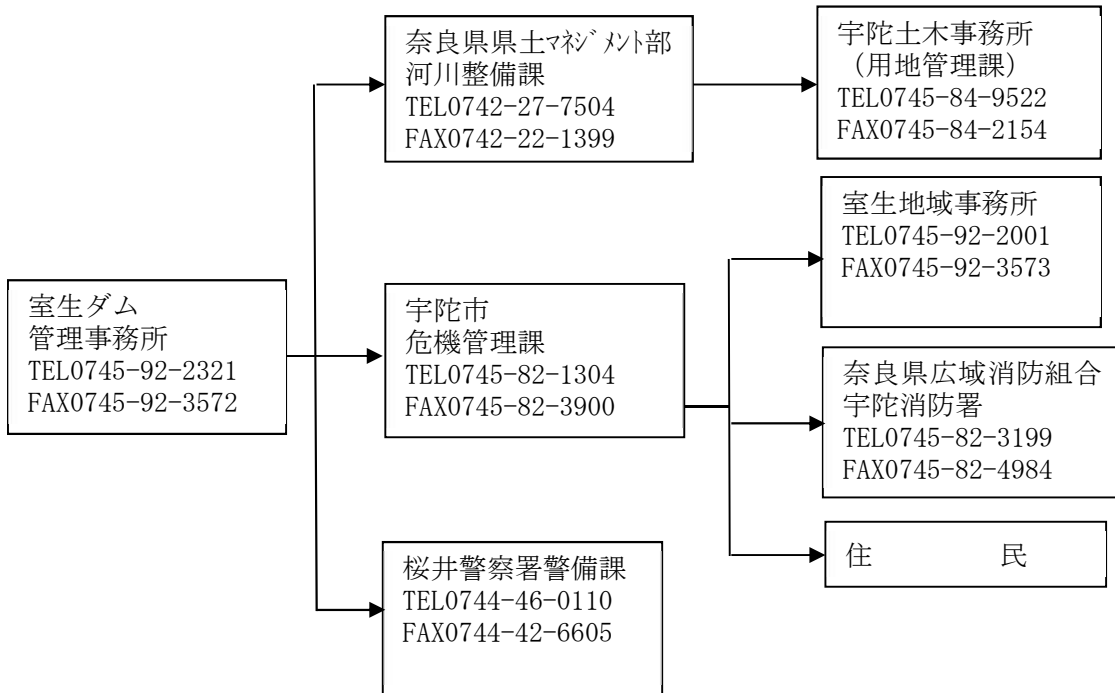 奈良県県土ﾏﾈｼﾞﾒﾝﾄ部
河川整備課
TEL0742-27-7504
FAX0742-22-1399
宇陀土木事務所
（用地管理課）
TEL0745-84-9522
FAX0745-84-2154
室生地域事務所
TEL0745-92-2001
FAX0745-92-3573
室生ダム
管理事務所
TEL0745-92-2321
FAX0745-92-3572
宇陀市
危機管理課
TEL0745-82-1304
FAX0745-82-3900
奈良県広域消防組合
宇陀消防署
TEL0745-82-3199
FAX0745-82-4984
住　　　民
桜井警察署警備課
TEL0744-46-0110
FAX0744-42-6605